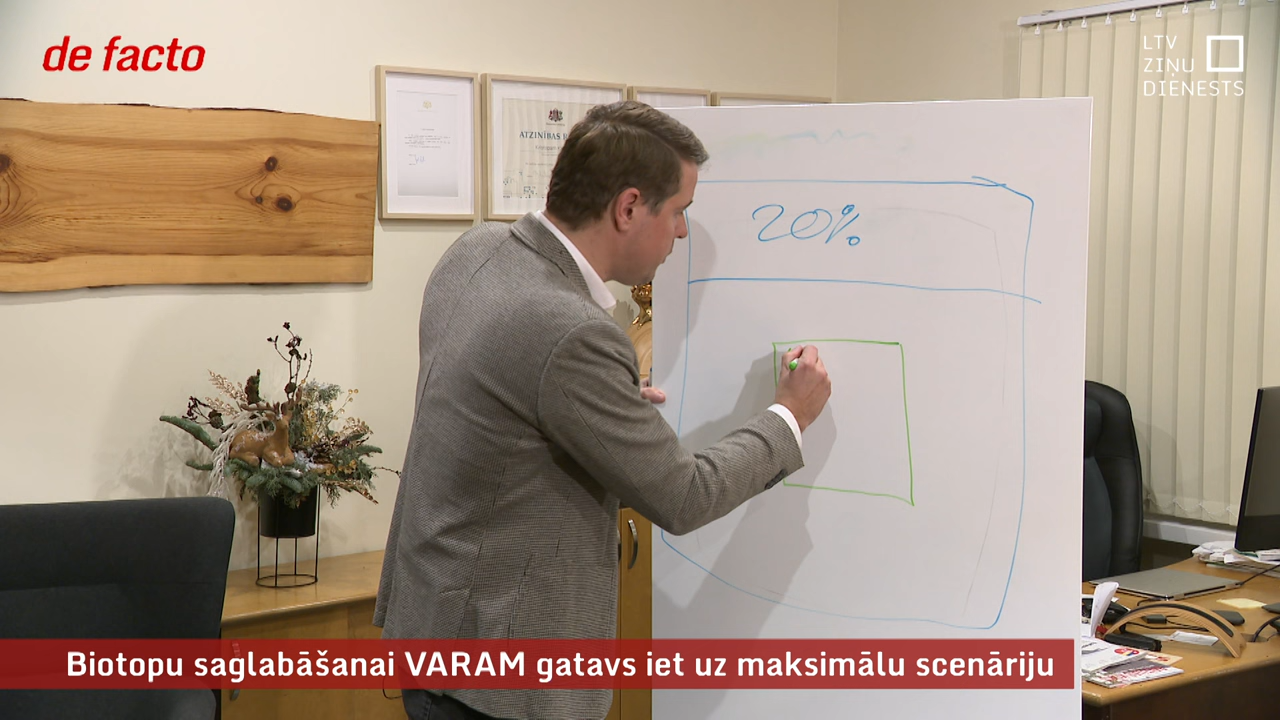 de facto
LTV
ZIŅU
DIENESTS
ATZINĪBAS
20%
Biotopu saglabāšanai VARAM gatavs iet uz maksimālu scenāriju